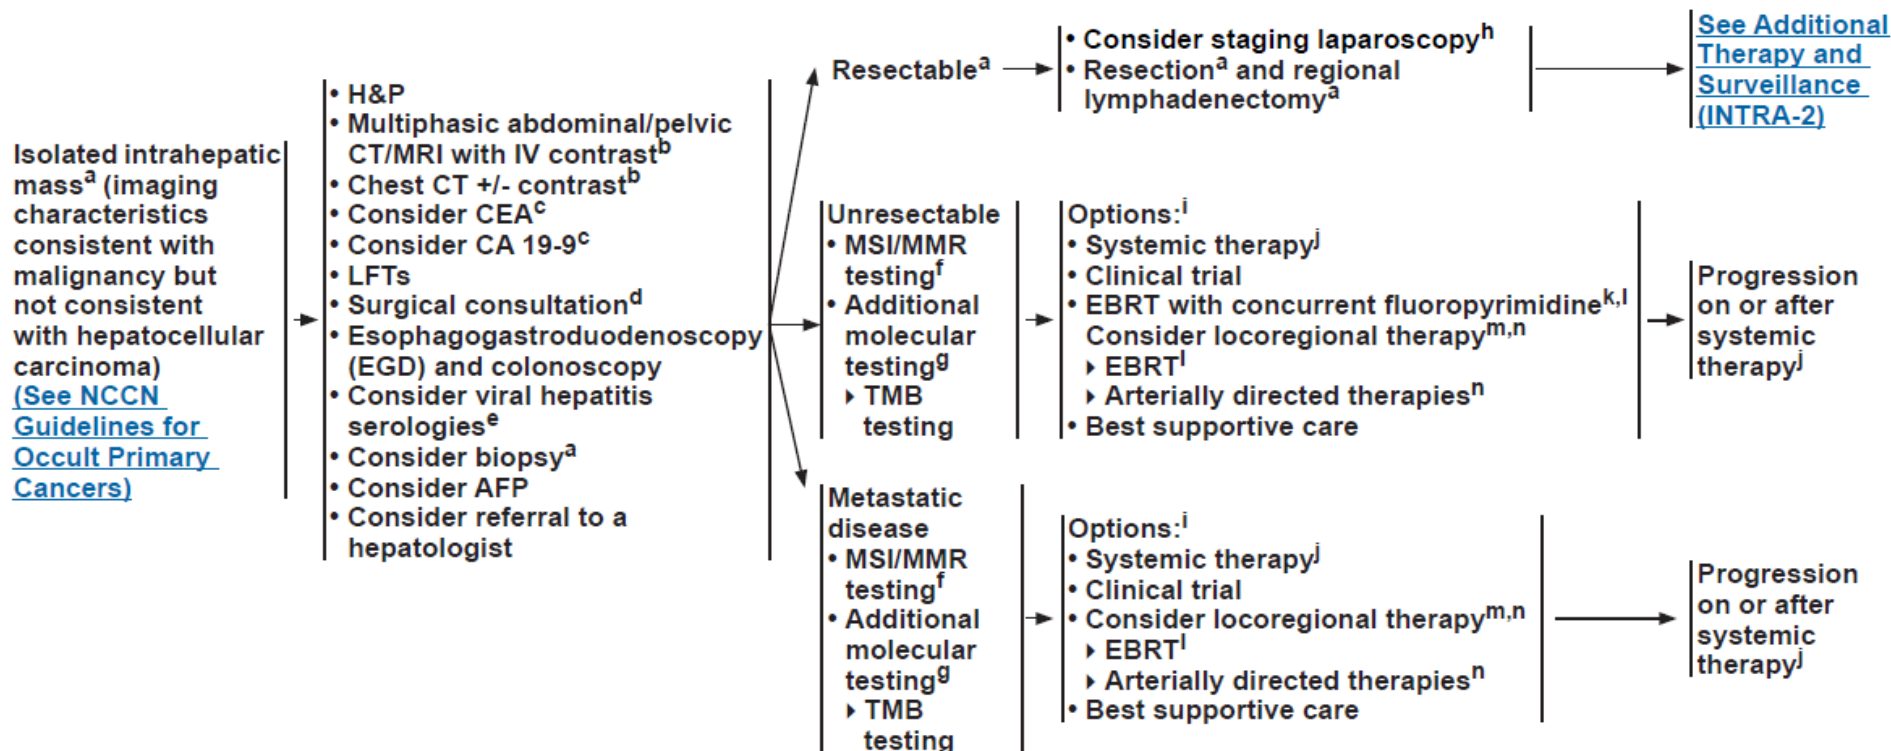 Isolated intrahepatic
massᵃ (imaging
characteristics
consistent with
malignancy but
not consistent
with hepatocellular
carcinoma)
(See NCCN
Guidelines for
Occult Primary
Cancers)
• H&P
• Multiphasic abdominal/pelvic
CT/MRI with IV contrastᵇ
• Chest CT +/- contrastᵇ
• Consider CEAᶜ
• Consider CA 19-9ᶜ
• LFTs
• Surgical consultationᵈ
• Esophagogastroduodenoscopy
(EGD) and colonoscopy
• Consider viral hepatitis
serologiesᵉ
• Consider biopsyᵃ
• Consider AFP
• Consider referral to a
hepatologist
Resectableᵃ
• Consider staging laparoscopyʰ
• Resectionᵃ and regional
lymphadenectomyᵃ
See Additional
Therapy and
Surveillance
(INTRA-2)
Unresectable
• MSI/MMR
testingᶠ
• Additional
molecular
testingᵍ
▸ TMB
testing
Options:ⁱ
• Systemic therapyʲ
• Clinical trial
• EBRT with concurrent fluoropyrimidineᵏ,ˡ
Consider locoregional therapyᵐ,ⁿ
▸ EBRTˡ
▸ Arterially directed therapiesⁿ
• Best supportive care
Progression
on or after
systemic
therapyʲ
Metastatic
disease
• MSI/MMR
testingᶠ
• Additional
molecular
testingᵍ
▸ TMB
testing
Options:ⁱ
• Systemic therapyʲ
• Clinical trial
• Consider locoregional therapyᵐ,ⁿ
▸ EBRTˡ
▸ Arterially directed therapiesⁿ
• Best supportive care
Progression
on or after
systemic
therapyʲ